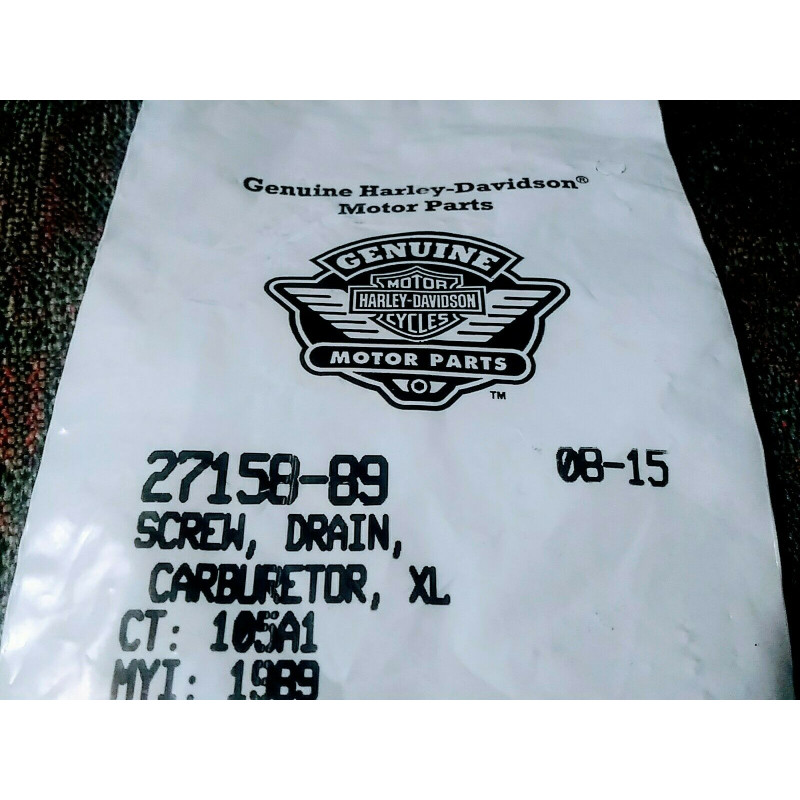 Genuine Harley-Davidson®
Motor Parts
GENUINE
MOTOR
HARLEY-DAVIDSON
CYCLES
MOTOR PARTS
TM
27158-89 08-15
SCREW, DRAIN,
CARBURETOR, XL
CT: 105A1
MYI: 1989